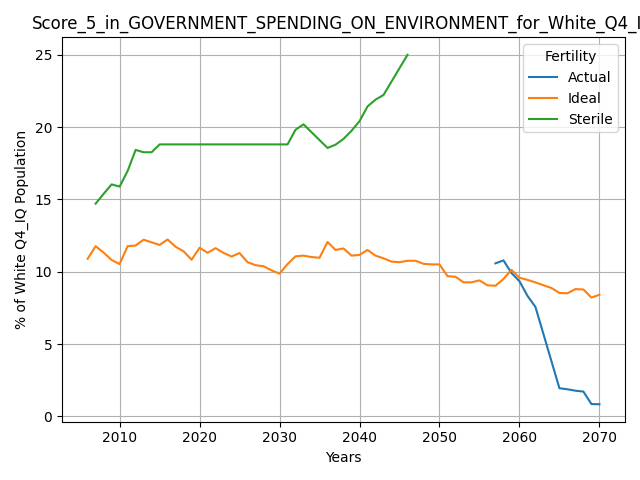 Score_5_in_GOVERNMENT_SPENDING_ON_ENVIRONMENT_for_White_Q4_I
Fertility
Actual
Ideal
Sterile
% of White Q4_IQ Population
25
20
15
10
5
0
2010 2020 2030 2040 2050 2060 2070
Years